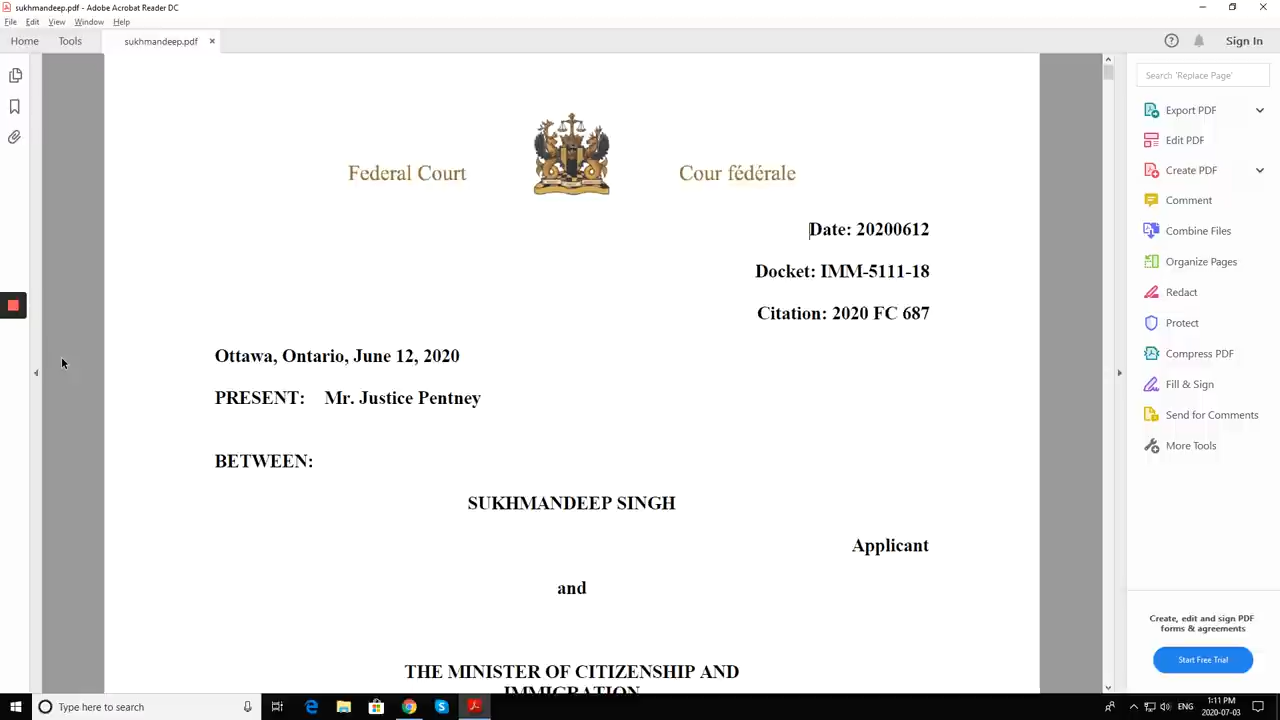 sukhmandeep.pdf - Adobe Acrobat Reader DC
File Edit View Window Help
Home Tools sukhmandeep.pdf × Sign In
Search 'Replace Page'
Export PDF
Edit PDF
Create PDF
Comment
Combine Files
Organize Pages
Redact
Protect
Compress PDF
Fill & Sign
Send for Comments
More Tools
Create, edit and sign PDF
forms & agreements
Start Free Trial
Federal Court Cour fédérale
Date: 20200612
Docket: IMM-5111-18
Citation: 2020 FC 687
Ottawa, Ontario, June 12, 2020
PRESENT: Mr. Justice Pentney
BETWEEN:
SUKHMANDEEP SINGH
Applicant
and
THE MINISTER OF CITIZENSHIP AND
IMMIGRATION
Type here to search
ENG
1:11 PM
2020-07-03